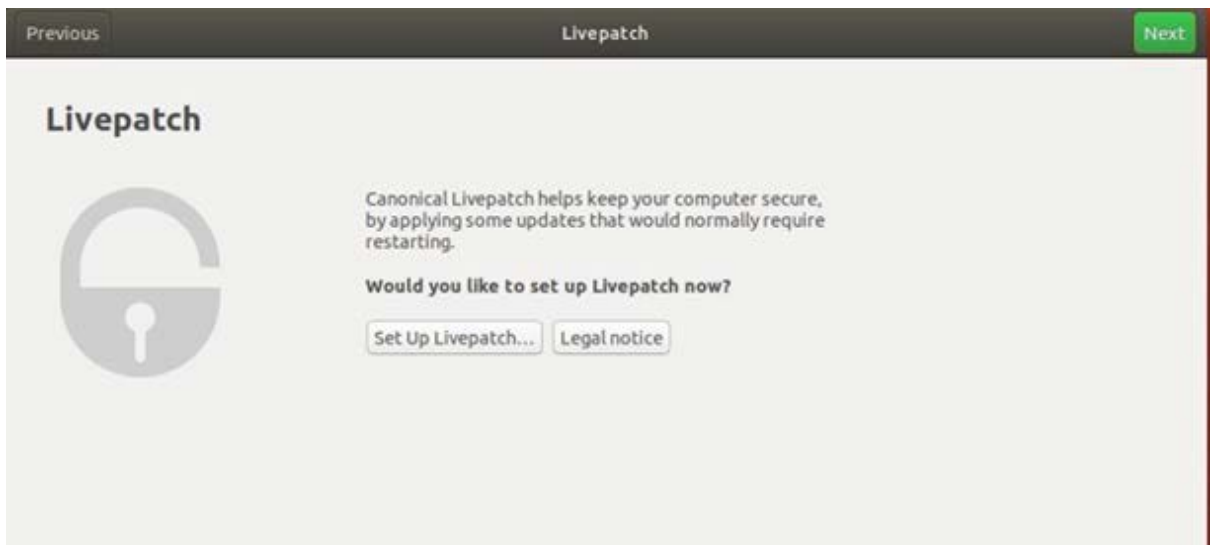 Previous Livepatch Next
Livepatch
Canonical Livepatch helps keep your computer secure,
by applying some updates that would normally require
restarting.
Would you like to set up Livepatch now?
Set Up Livepatch... Legal notice